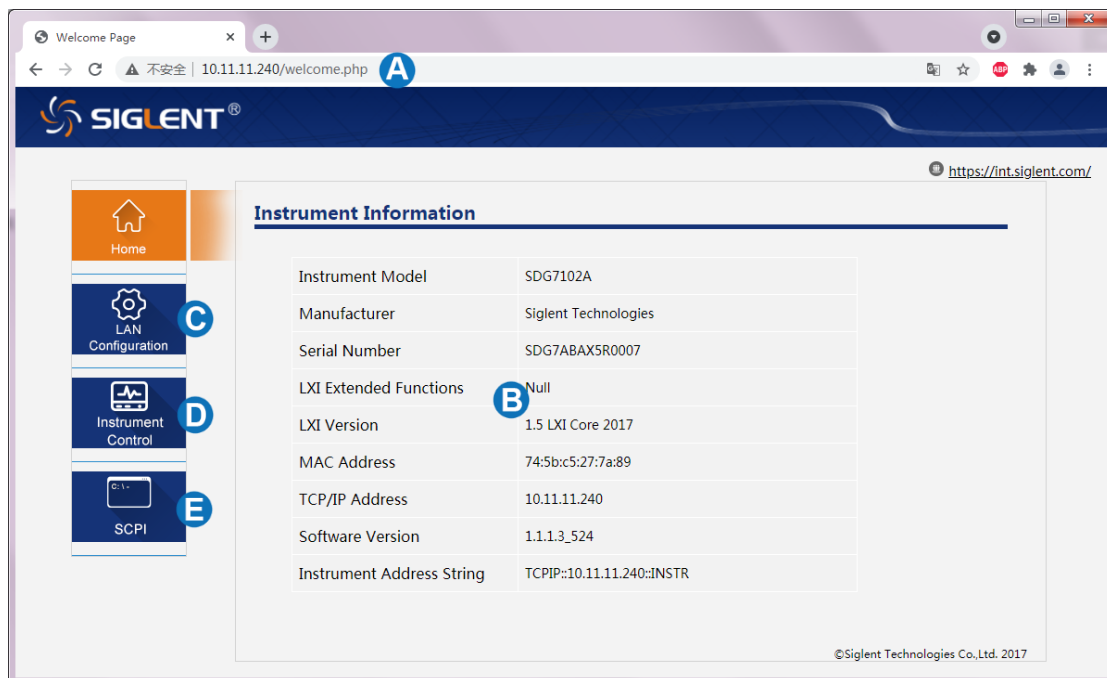 Welcome Page
不安全 | 10.11.11.240/welcome.php
A
ABP
SIGLENT®
https://int.siglent.com/
Home
LAN
Configuration
C
Instrument
Control
D
C:\-
SCPI
E
Instrument Information
Instrument Model SDG7102A
Manufacturer Siglent Technologies
Serial Number SDG7ABAX5R0007
LXI Extended Functions Null
B
LXI Version 1.5 LXI Core 2017
MAC Address 74:5b:c5:27:7a:89
TCP/IP Address 10.11.11.240
Software Version 1.1.1.3_524
Instrument Address String TCPIP::10.11.11.240::INSTR
©Siglent Technologies Co.,Ltd. 2017